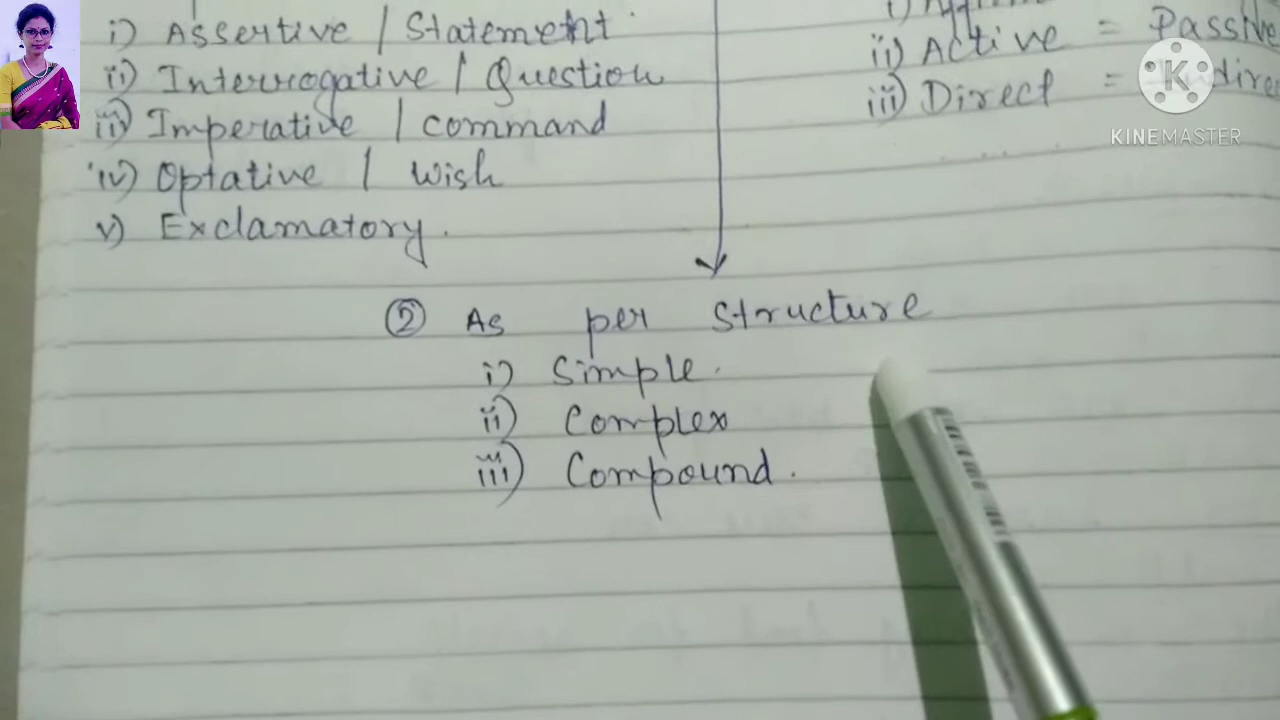 i) Assertive / Statement
ii) Interrogative / Question
iii) Imperative / command
iv) Optative / Wish
v) Exclamatory.
ii) Active = Passive
iii) Direct =
KINEMASTER
② As per Structure
i) Simple.
ii) Complex
iii) Compound.